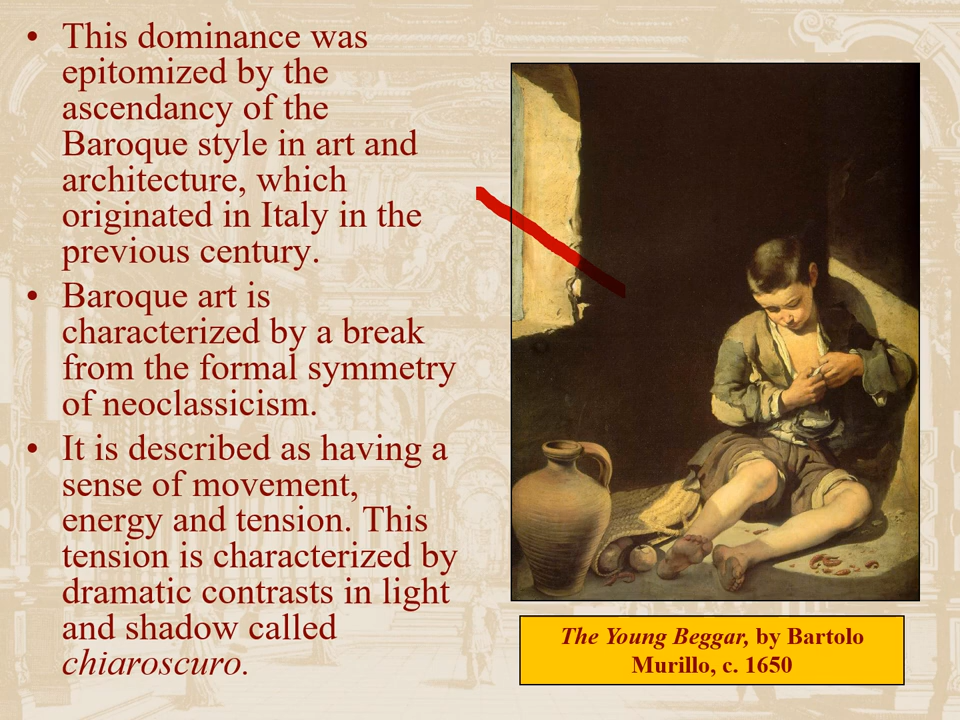 • This dominance was
epitomized by the
ascendancy of the
Baroque style in art and
architecture, which
originated in Italy in the
previous century.
• Baroque art is
characterized by a break
from the formal symmetry
of neoclassicism.
• It is described as having a
sense of movement,
energy and tension. This
tension is characterized by
dramatic contrasts in light
and shadow called
chiaroscuro.
The Young Beggar, by Bartolo
Murillo, c. 1650